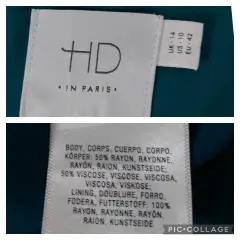 HD
• IN PARIS •
UK • 14
US • 10
EU • 42
BODY, CORPS, CUERPO, CORPO,
KÖRPER: 50% RAYON, RAYONNE,
RAYÓN, RAION, KUNSTSEIDE;
50% VISCOSE, VISCOSE, VISCOSA,
VISCOSA, VISKOSE;
LINING, DOUBLURE, FORRO,
FODERA, FUTTERSTOFF: 100%
RAYON, RAYONNE, RAYÓN,
RAION, KUNSTSEIDE
PIC•COLLAGE